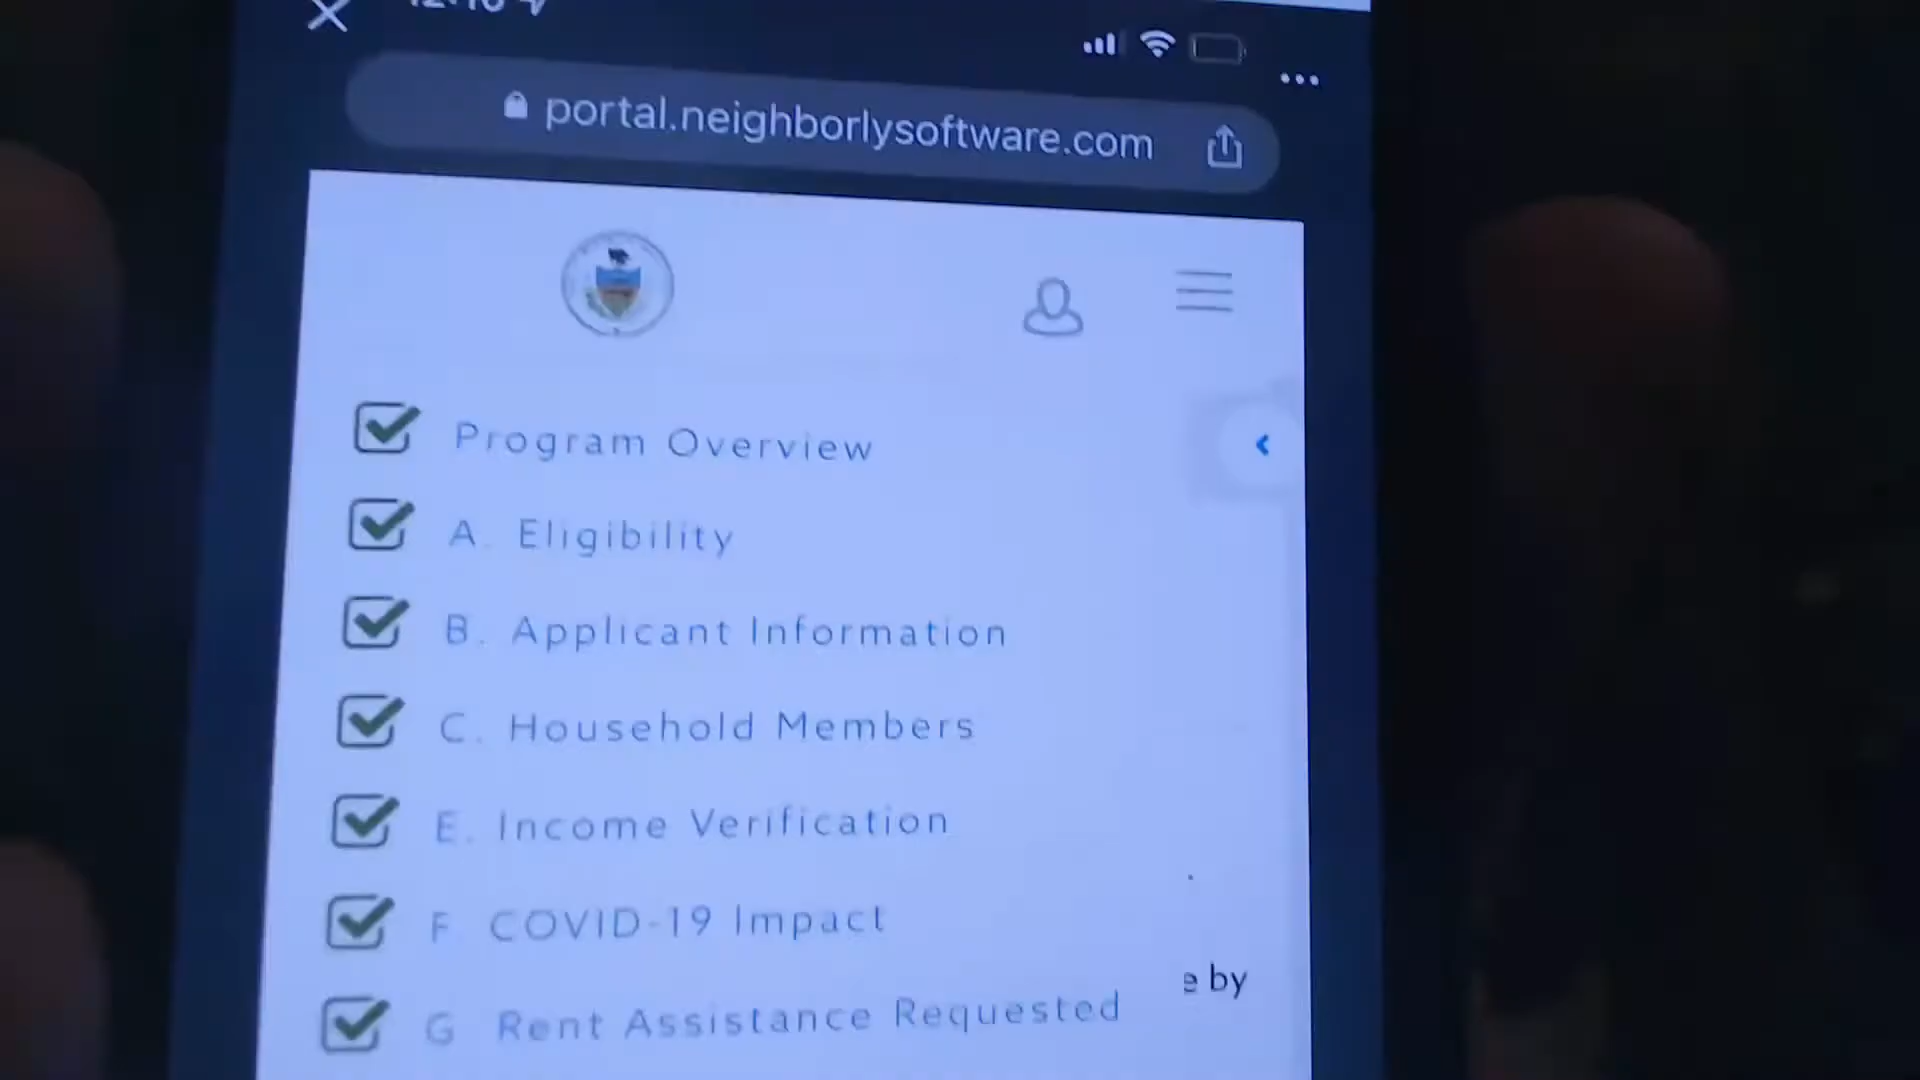 portal.neighborlysoftware.com
Program Overview
A. Eligibility
B. Applicant Information
C. Household Members
E. Income Verification
F COVID-19 Impact
e by
G Rent Assistance Requested